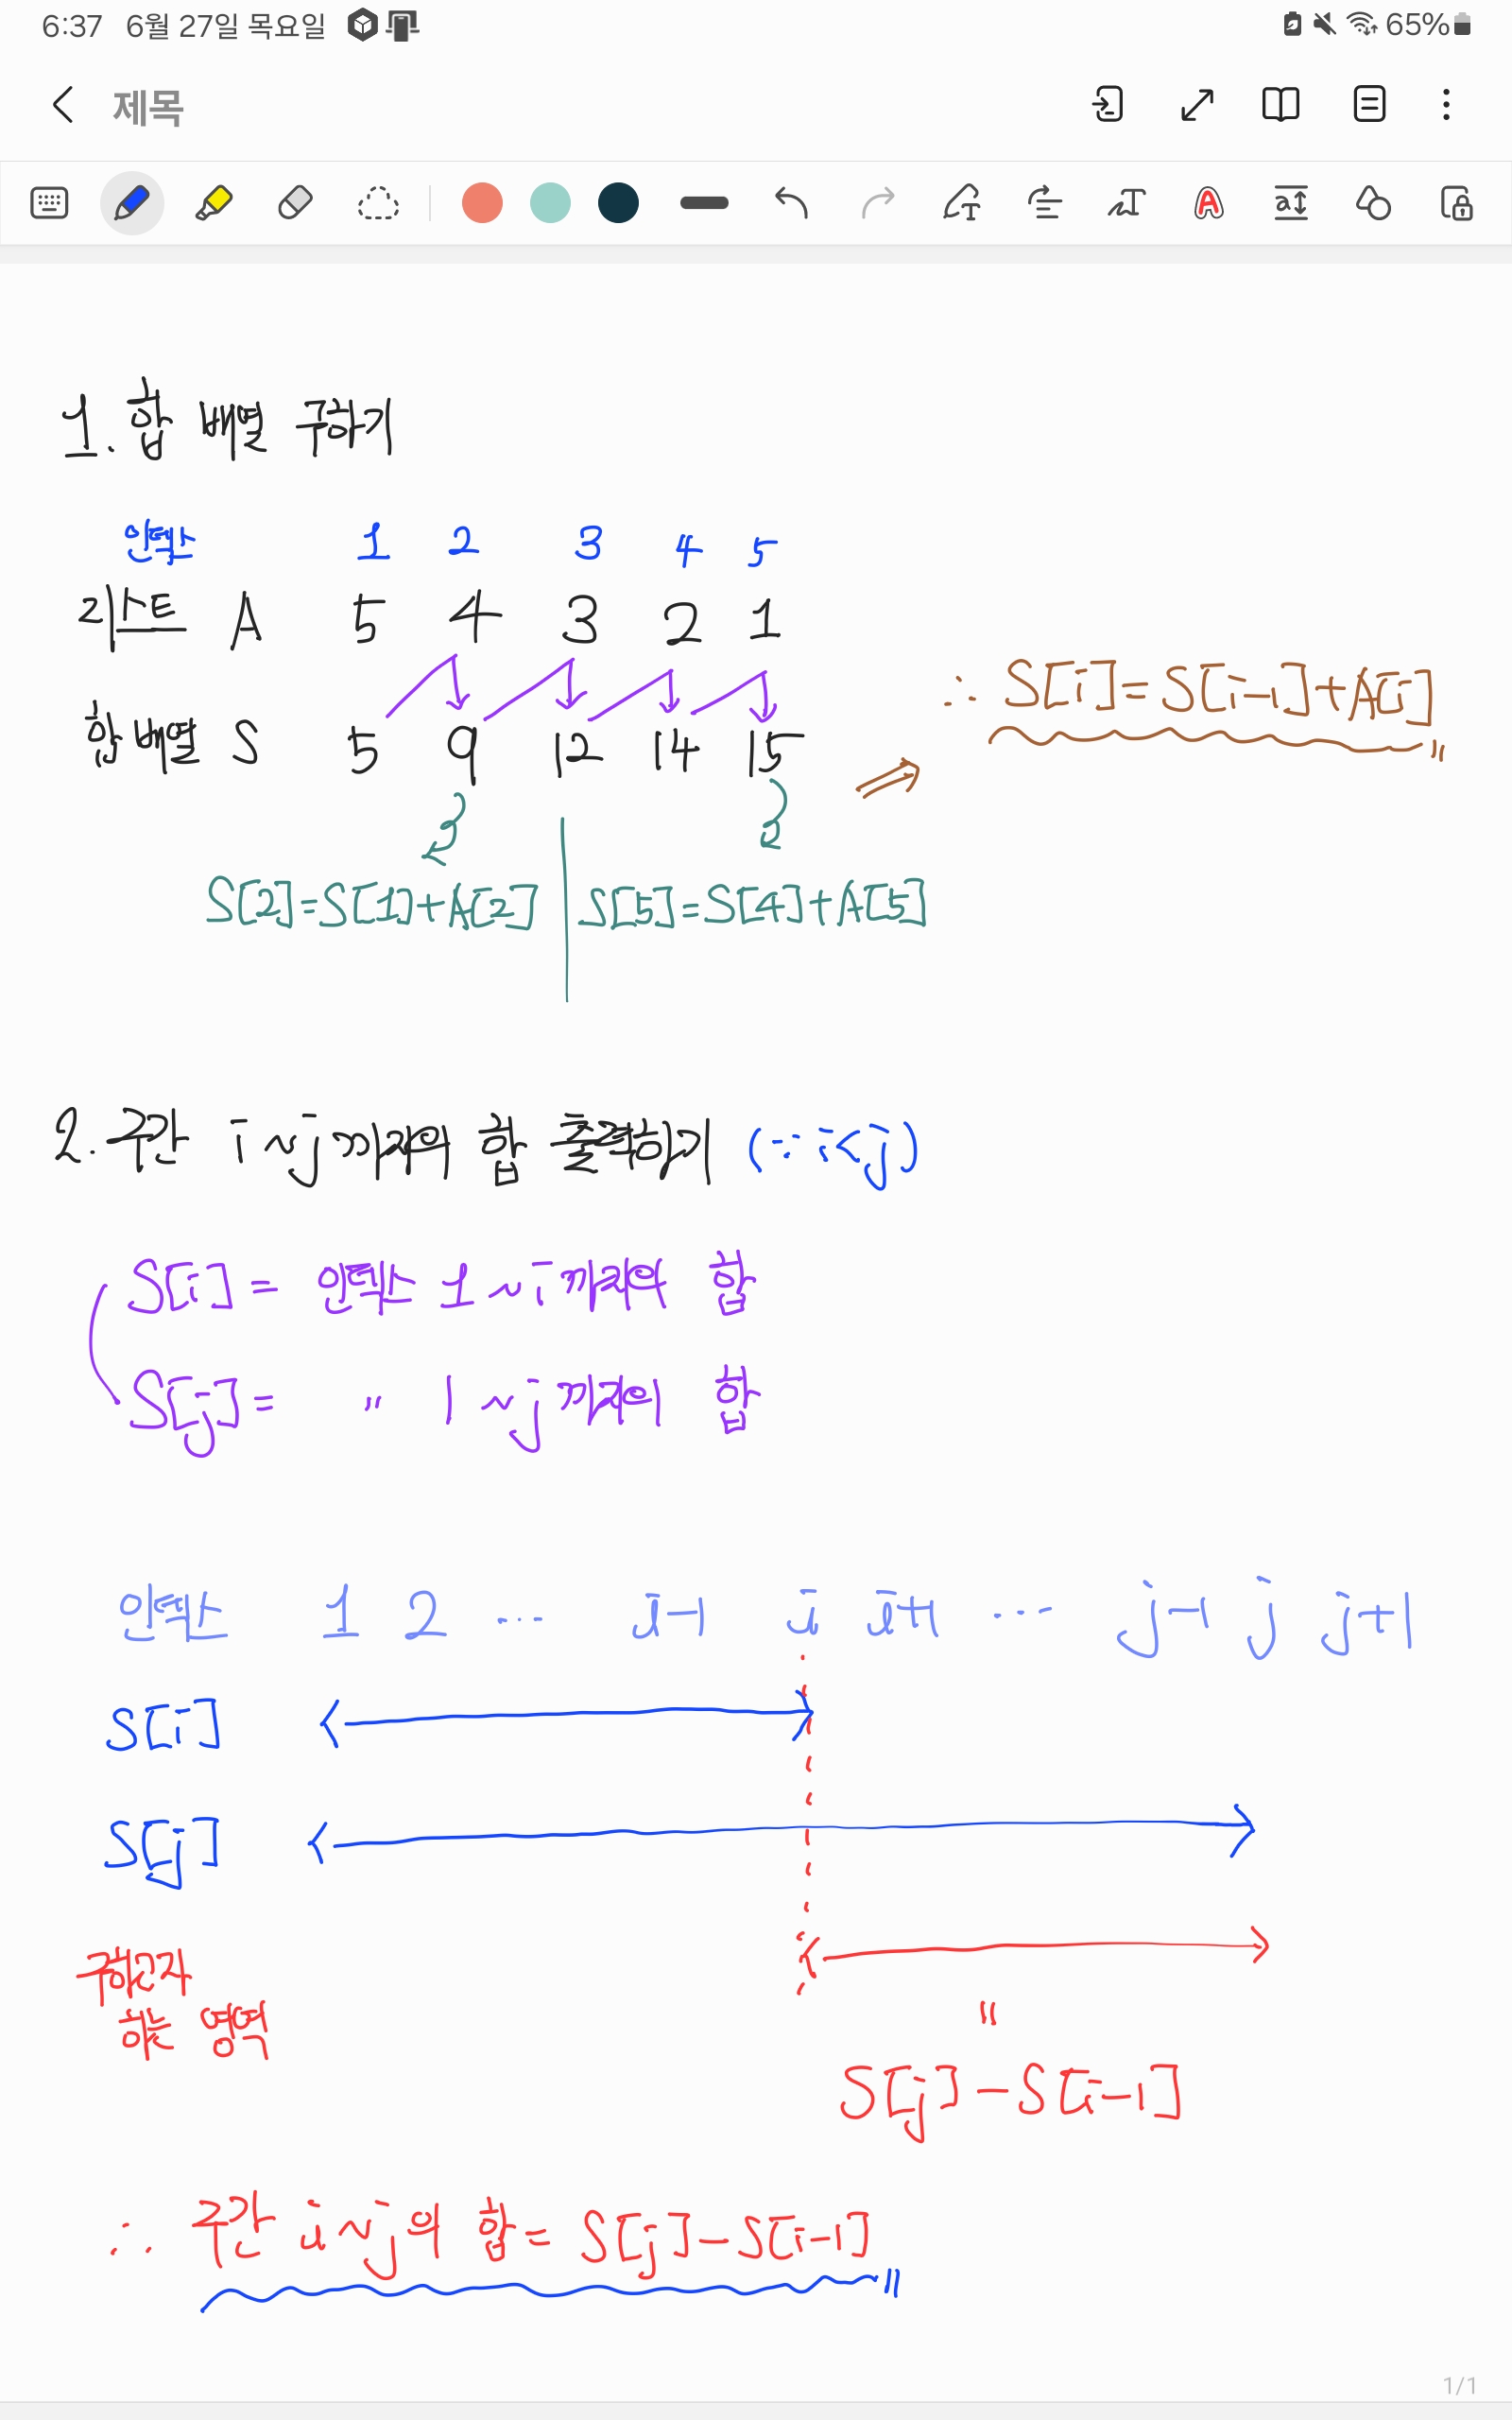 6:37 6월 27일 목요일 65%
제목
1. 합 배열 구하기
인덱스 1 2 3 4 5
리스트 A 5 4 3 2 1
합배열 S 5 9 12 14 15
∴ S[i]=S[i-1]+A[i]〃
⇒
S[2]=S[1]+A[2] | S[5]=S[4]+A[5]
2. 구간 i~j까지의 합 출력하기 (∵ i<j)
S[i] = 인덱스 1~i까지의 합
S[j] = 〃 1~j까지의 합
인덱스 1 2 ... i-1 i i+1 ... j-1 j j+1
S[i]
S[j]
구하고자
하는 영역
〃
S[j]-S[i-1]
∴ 구간 i~j의 합 = S[j]-S[i-1]〃
1/1